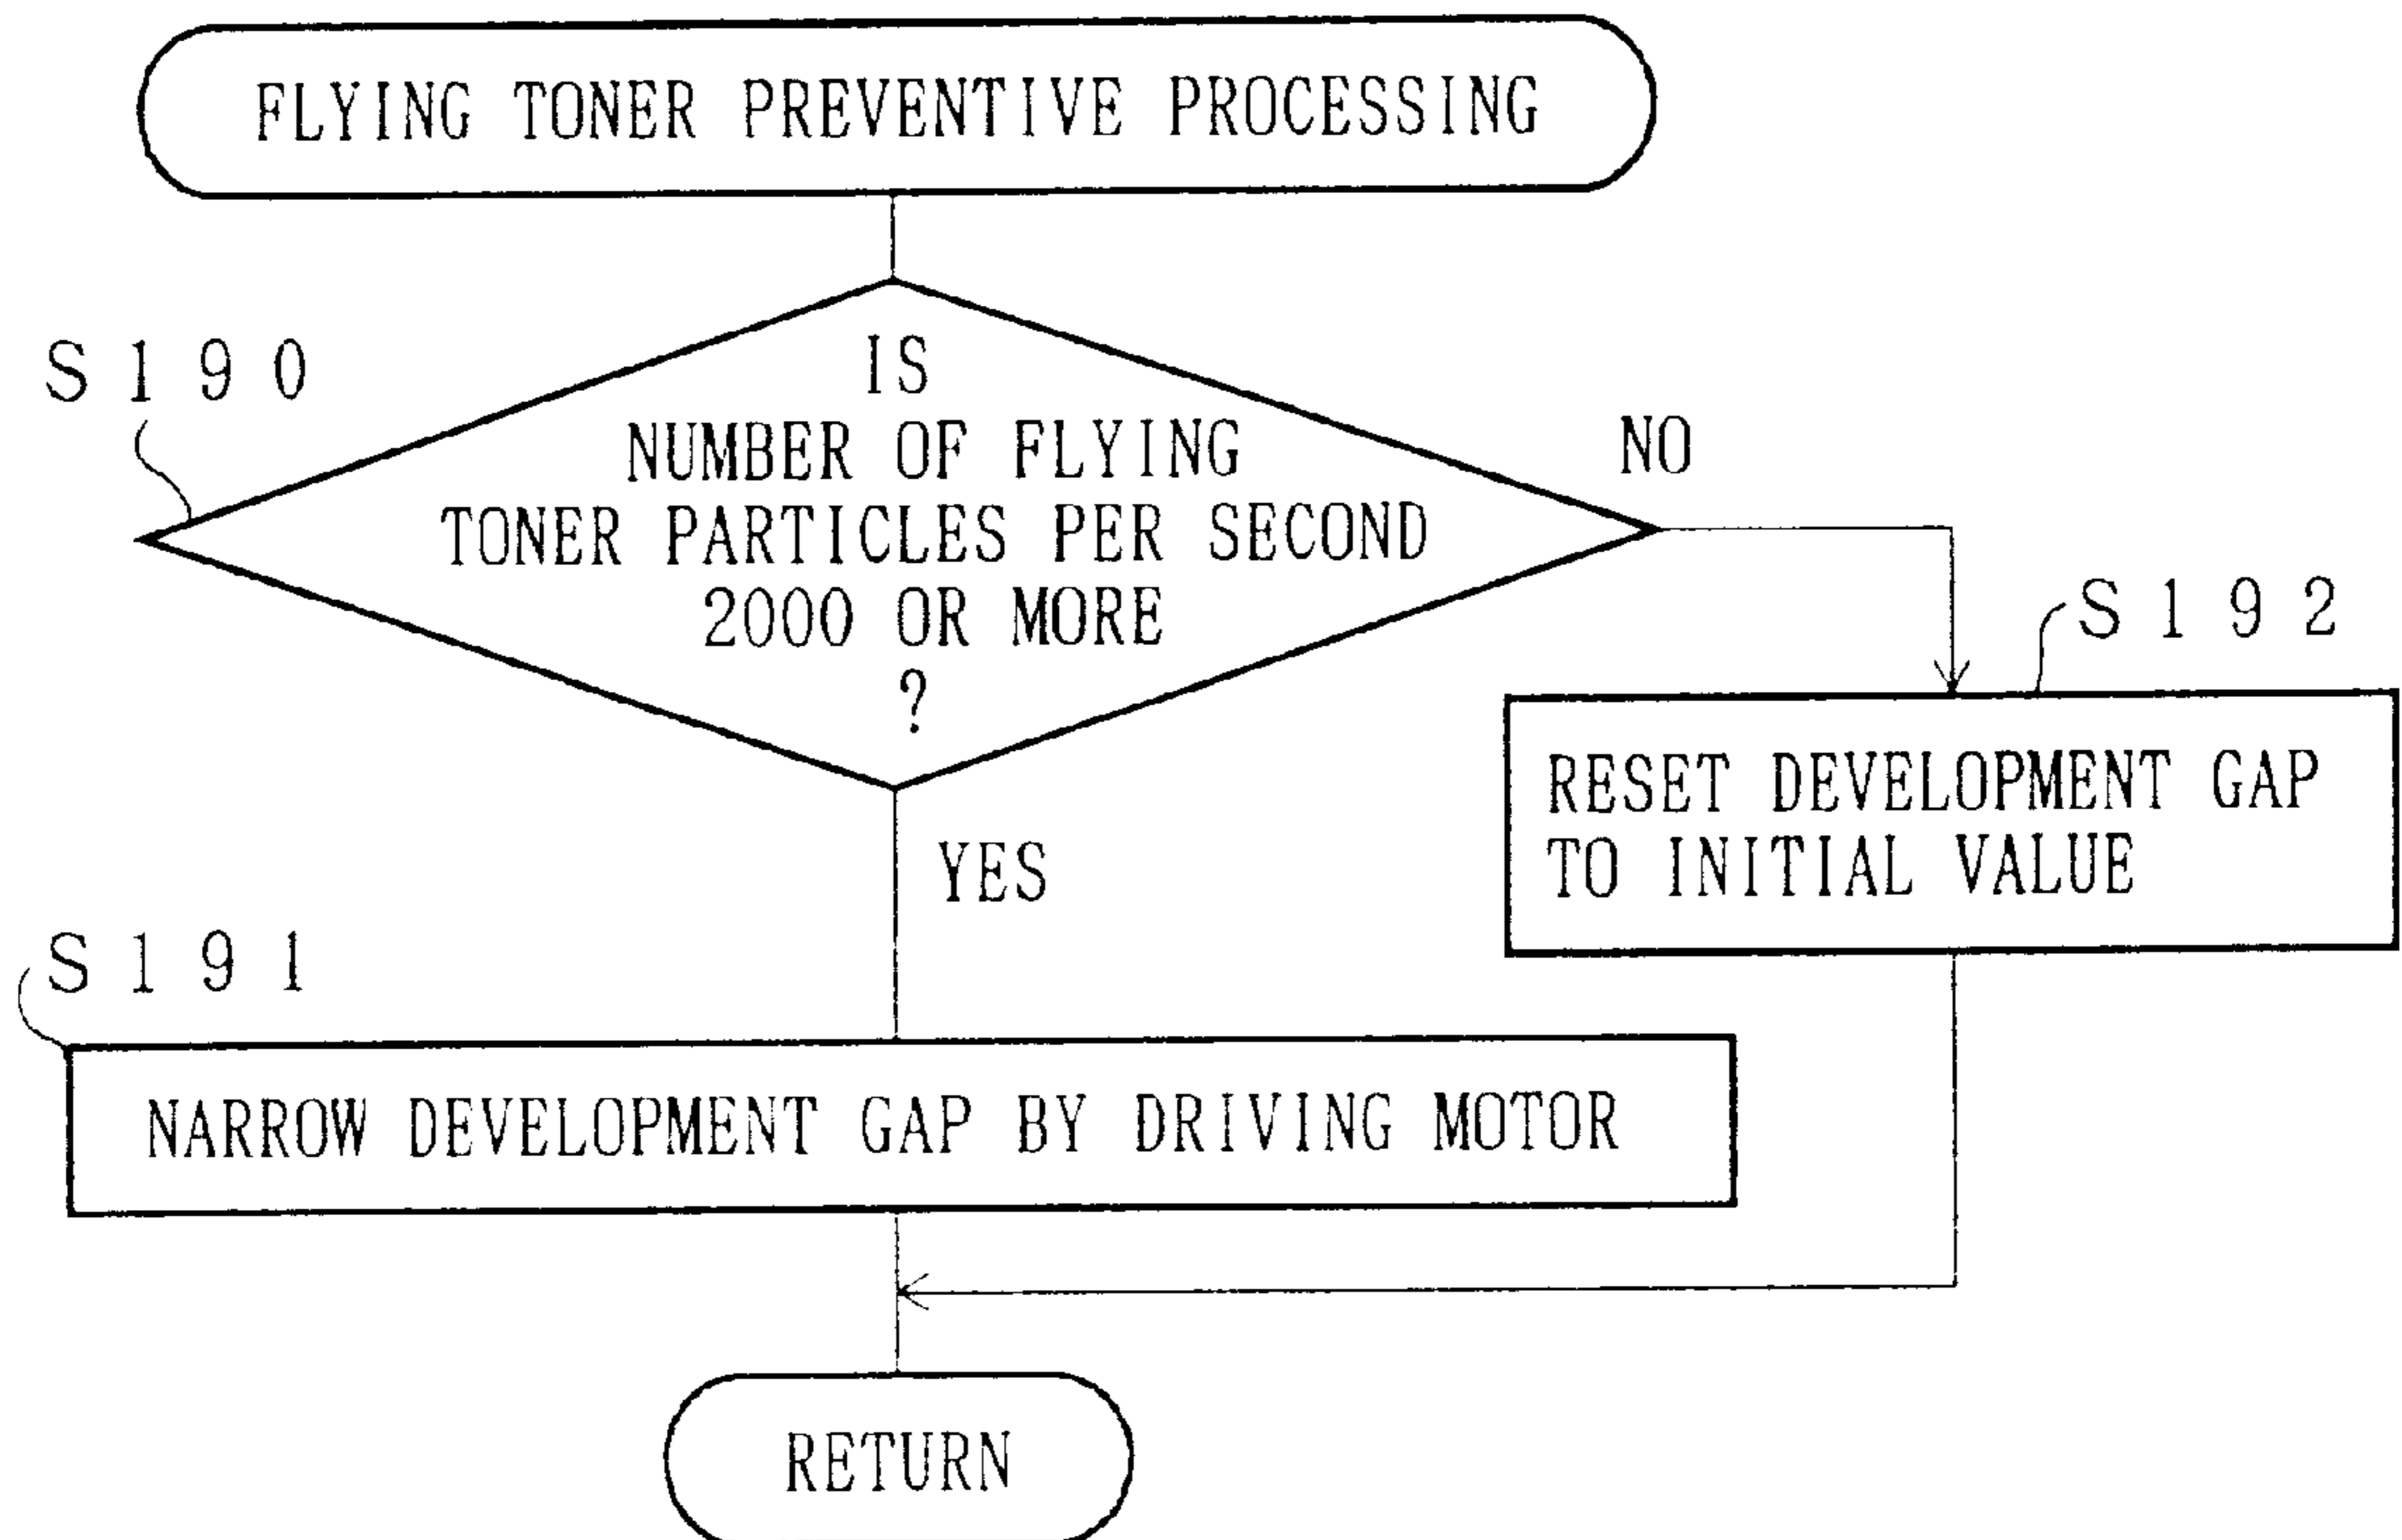 FLYING TONER PREVENTIVE PROCESSING
S190
IS
NUMBER OF FLYING
TONER PARTICLES PER SECOND
2000 OR MORE
?
NO
S192
RESET DEVELOPMENT GAP
TO INITIAL VALUE
YES
S191
NARROW DEVELOPMENT GAP BY DRIVING MOTOR
RETURN